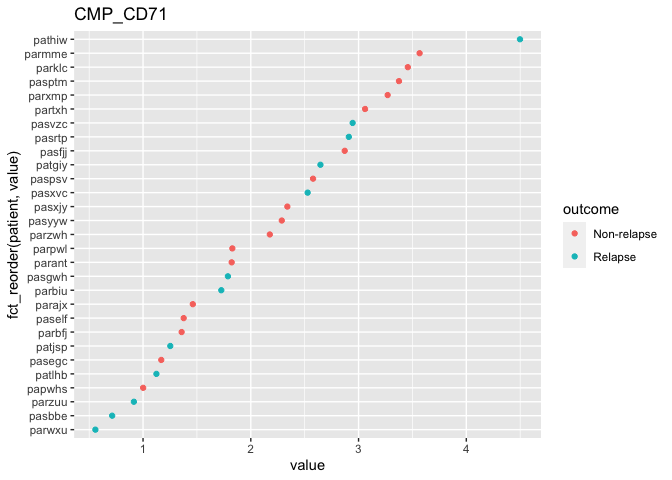 CMP_CD71
fct_reorder(patient, value)
pathiw
parmme
parklc
pasptm
parxmp
partxh
pasvzc
pasrtp
pasfjj
patgiy
paspsv
pasxvc
pasxjy
pasyyw
parzwh
parpwl
parant
pasgwh
parbiu
parajx
paself
parbfj
patjsp
pasegc
patlhb
papwhs
parzuu
pasbbe
parwxu
1 2 3 4
value
outcome
Non-relapse
Relapse